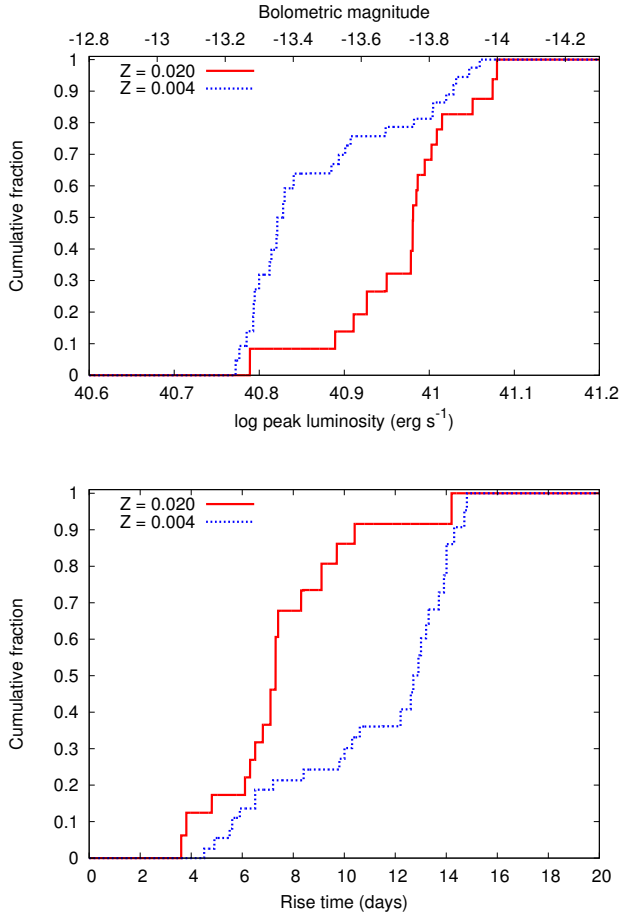 Bolometric magnitude
-12.8 -13 -13.2 -13.4 -13.6 -13.8 -14 -14.2
Z = 0.020
Z = 0.004
1
0.9
0.8
0.7
0.6
0.5
0.4
0.3
0.2
0.1
0
Cumulative fraction
40.6 40.7 40.8 40.9 41 41.1 41.2
log peak luminosity (erg s⁻¹)
Z = 0.020
Z = 0.004
1
0.9
0.8
0.7
0.6
0.5
0.4
0.3
0.2
0.1
0
Cumulative fraction
0 2 4 6 8 10 12 14 16 18 20
Rise time (days)